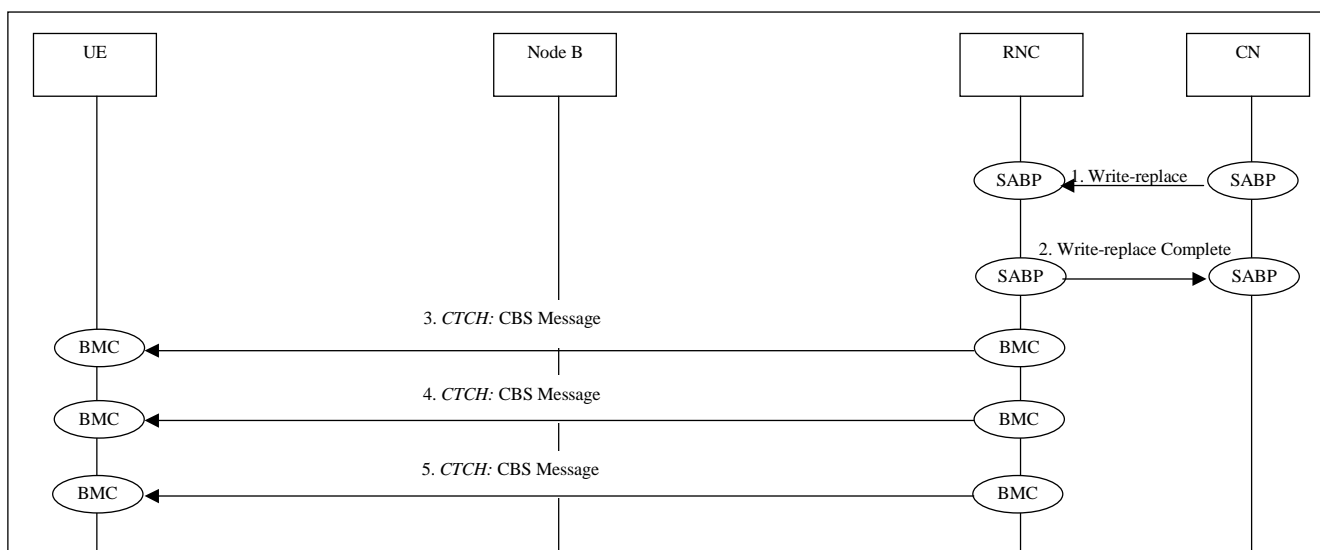 UE
Node B
RNC
CN
SABP
1. Write-replace
SABP
2. Write-replace Complete
SABP
SABP
3. CTCH: CBS Message
BMC
BMC
4. CTCH: CBS Message
BMC
BMC
5. CTCH: CBS Message
BMC
BMC